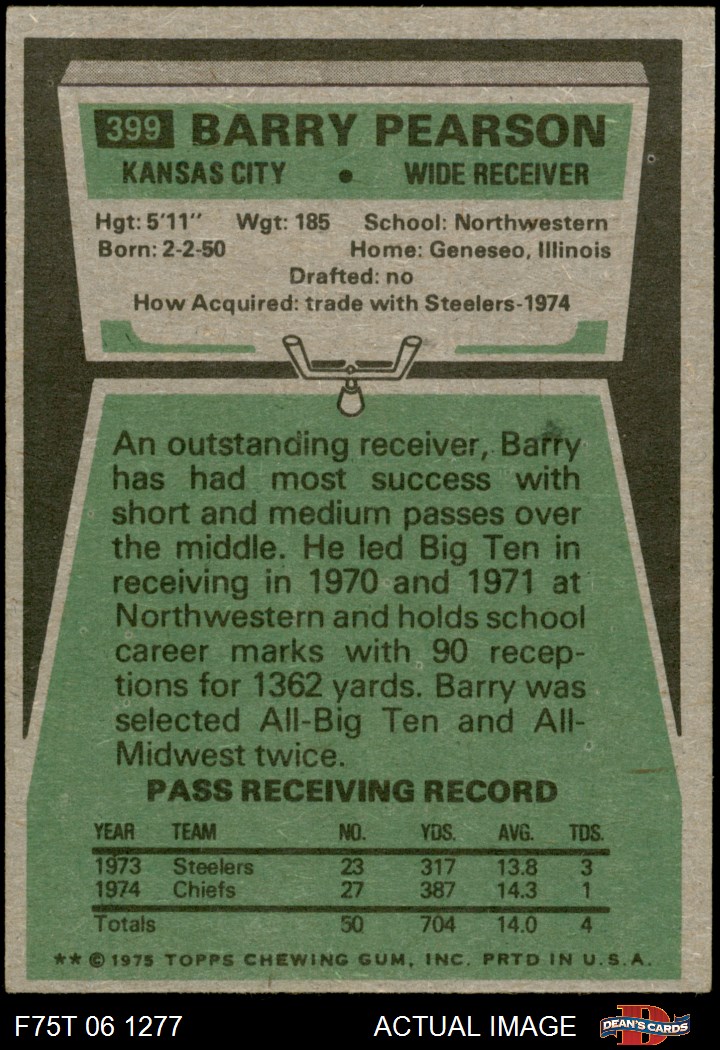 399 BARRY PEARSON
KANSAS CITY • WIDE RECEIVER
Hgt: 5'11" Wgt: 185 School: Northwestern
Born: 2-2-50 Home: Geneseo, Illinois
Drafted: no
How Acquired: trade with Steelers-1974
An outstanding receiver, Barry
has had most success with
short and medium passes over
the middle. He led Big Ten in
receiving in 1970 and 1971 at
Northwestern and holds school
career marks with 90 recep-
tions for 1362 yards. Barry was
selected All-Big Ten and All-
Midwest twice.
PASS RECEIVING RECORD
YEAR TEAM NO. YDS. AVG. TDS.
1973 Steelers 23 317 13.8 3
1974 Chiefs 27 387 14.3 1
Totals 50 704 14.0 4
** © 1975 TOPPS CHEWING GUM, INC. PRTD IN U.S.A.
F75T 06 1277 ACTUAL IMAGE D DEAN'S CARDS